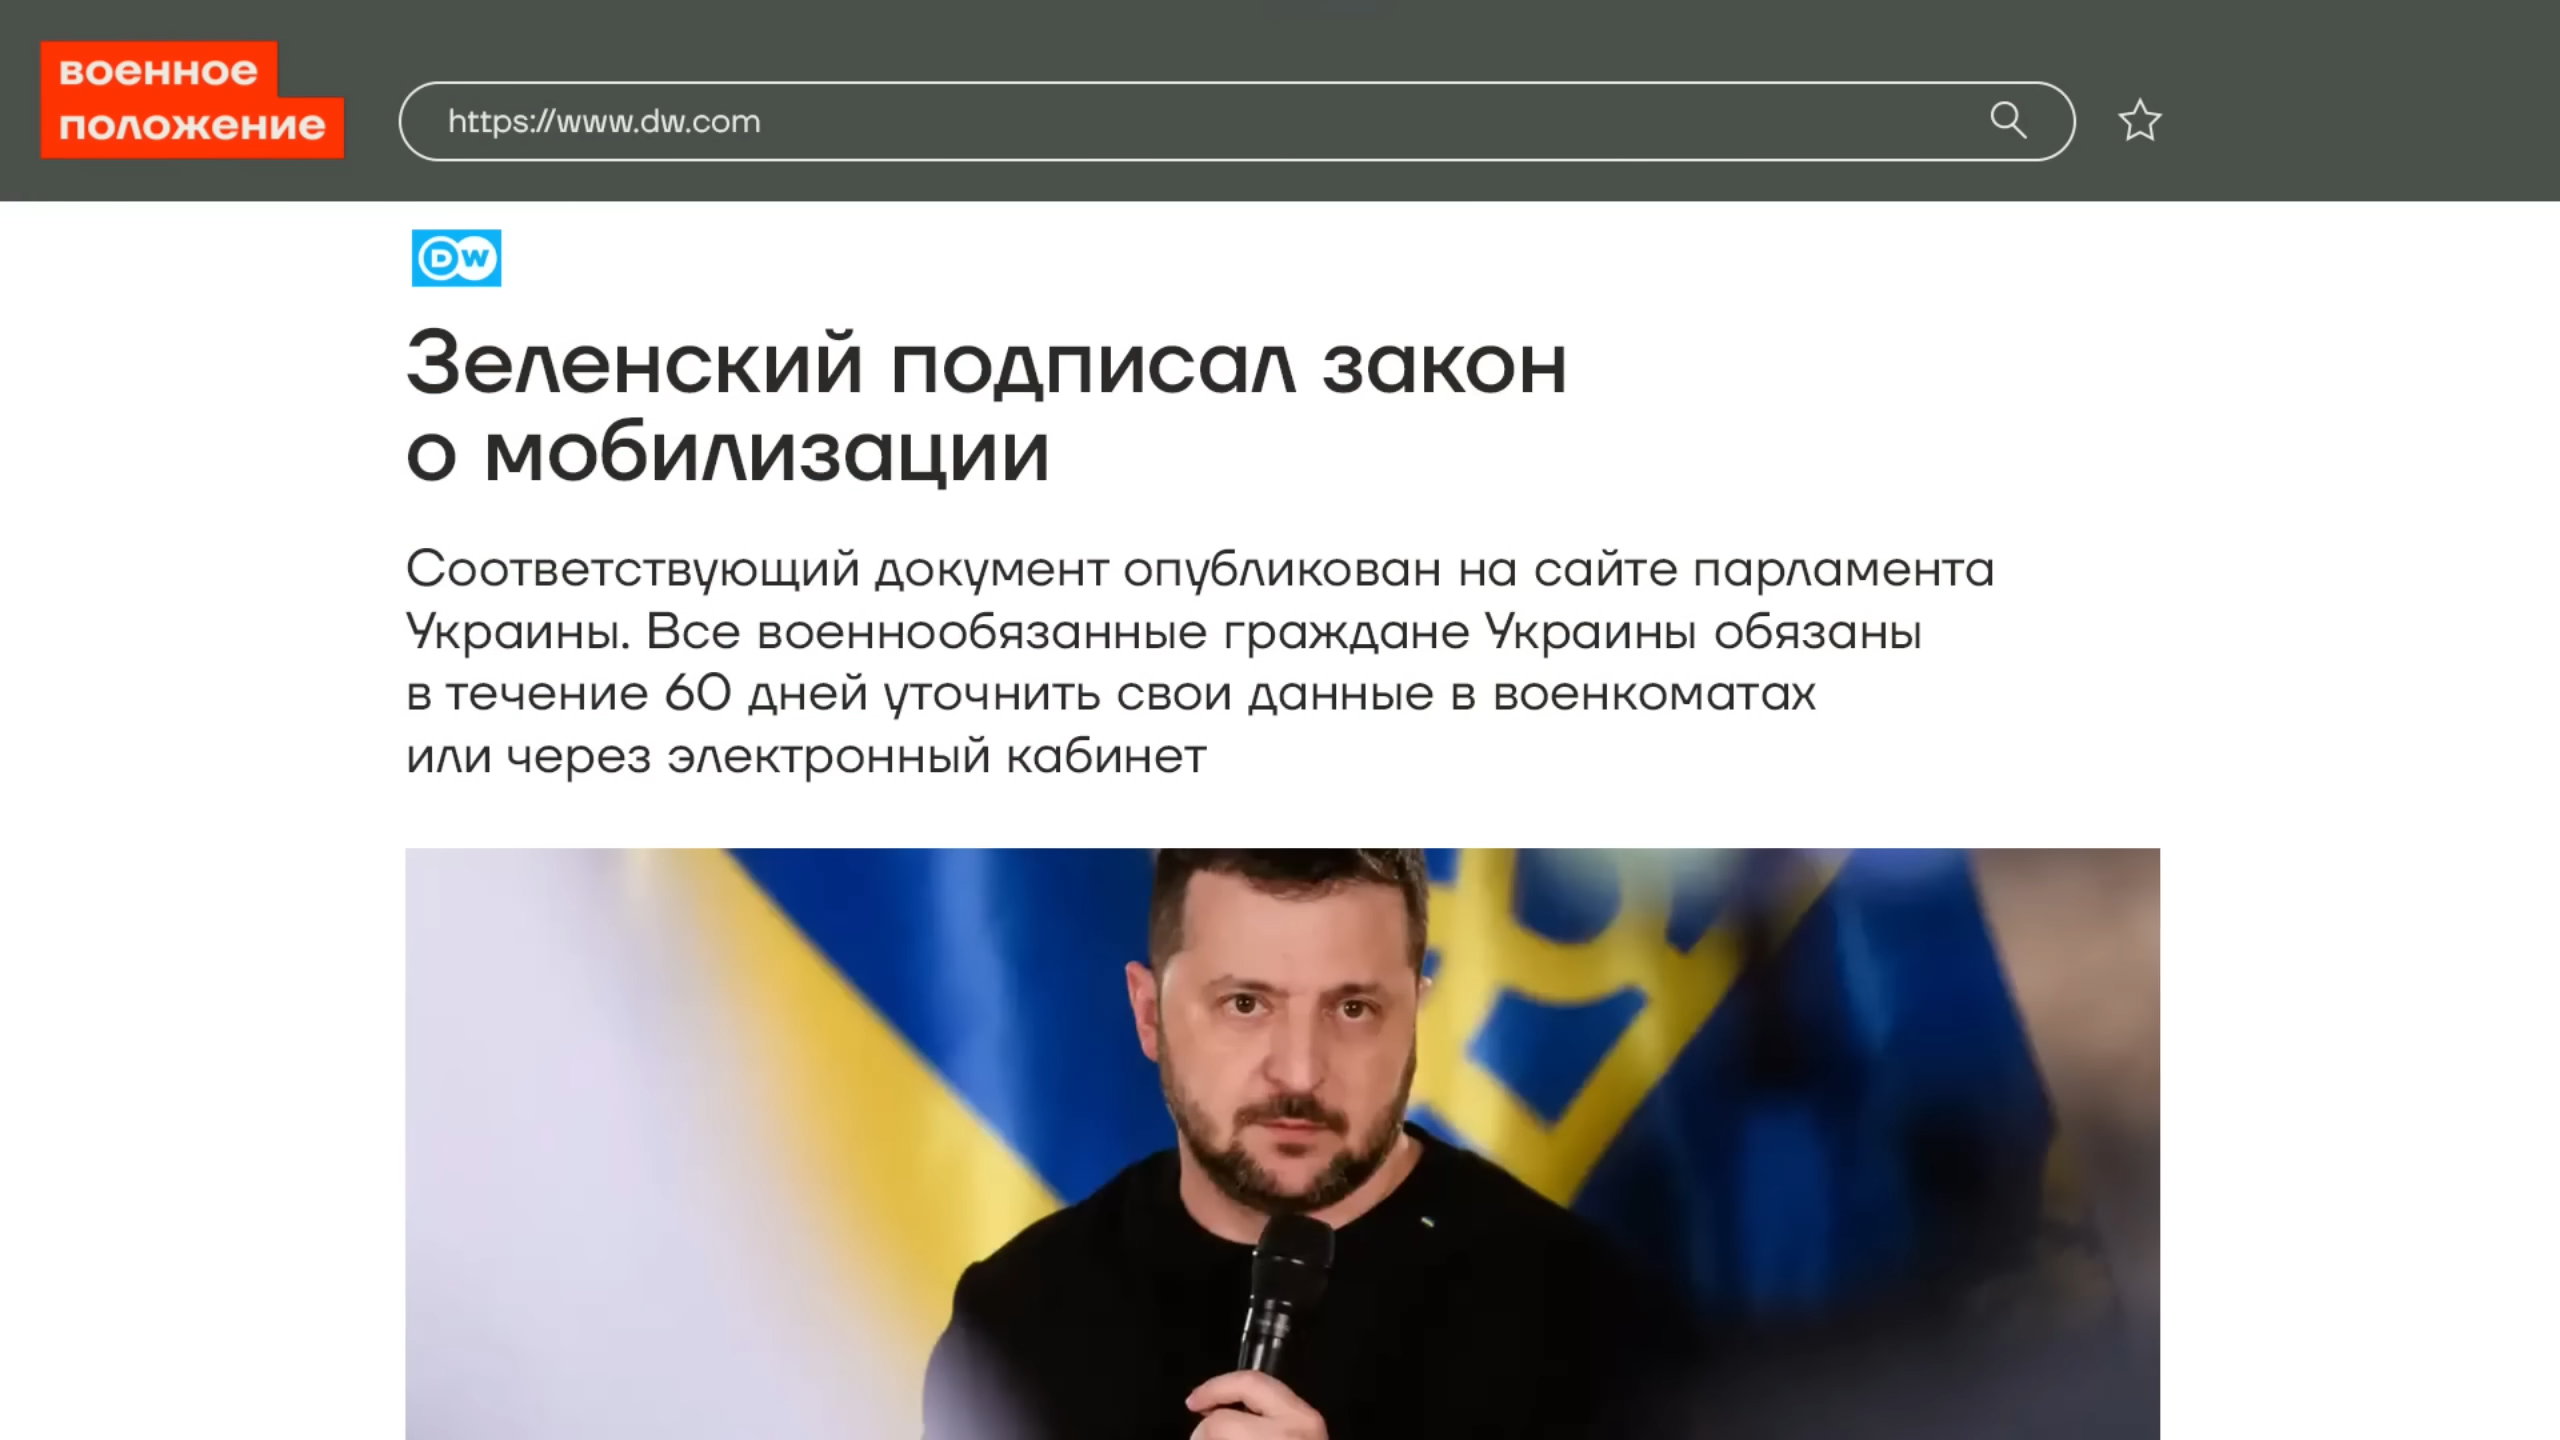 военное
положение
https://www.dw.com
DW
Зеленский подписал закон
о мобилизации
Соответствующий документ опубликован на сайте парламента
Украины. Все военнообязанные граждане Украины обязаны
в течение 60 дней уточнить свои данные в военкоматах
или через электронный кабинет